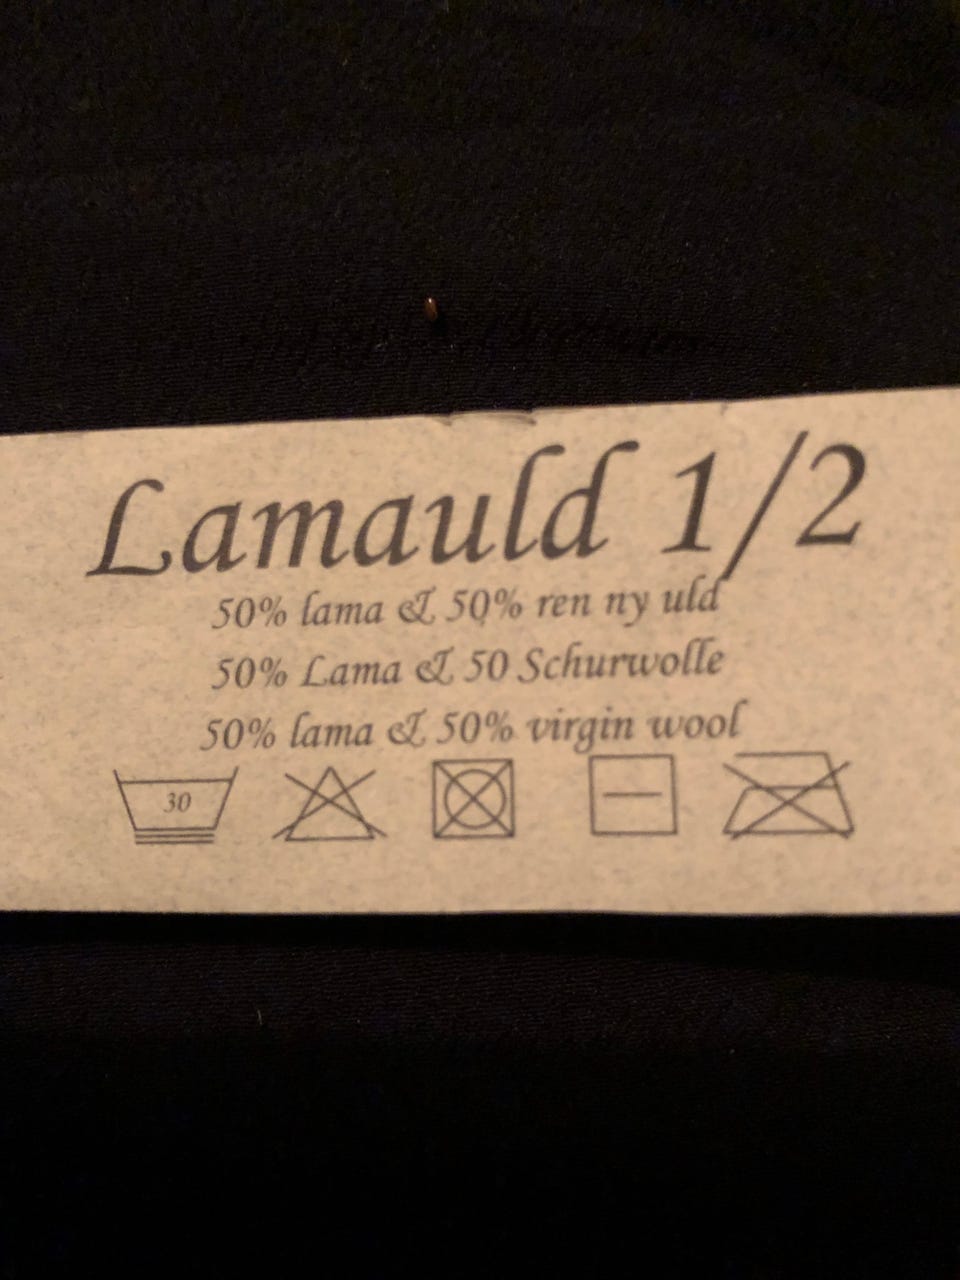 Lamauld 1/2
50% lama & 50% ren ny uld
50% Lama & 50 Schurwolle
50% lama & 50% virgin wool
30